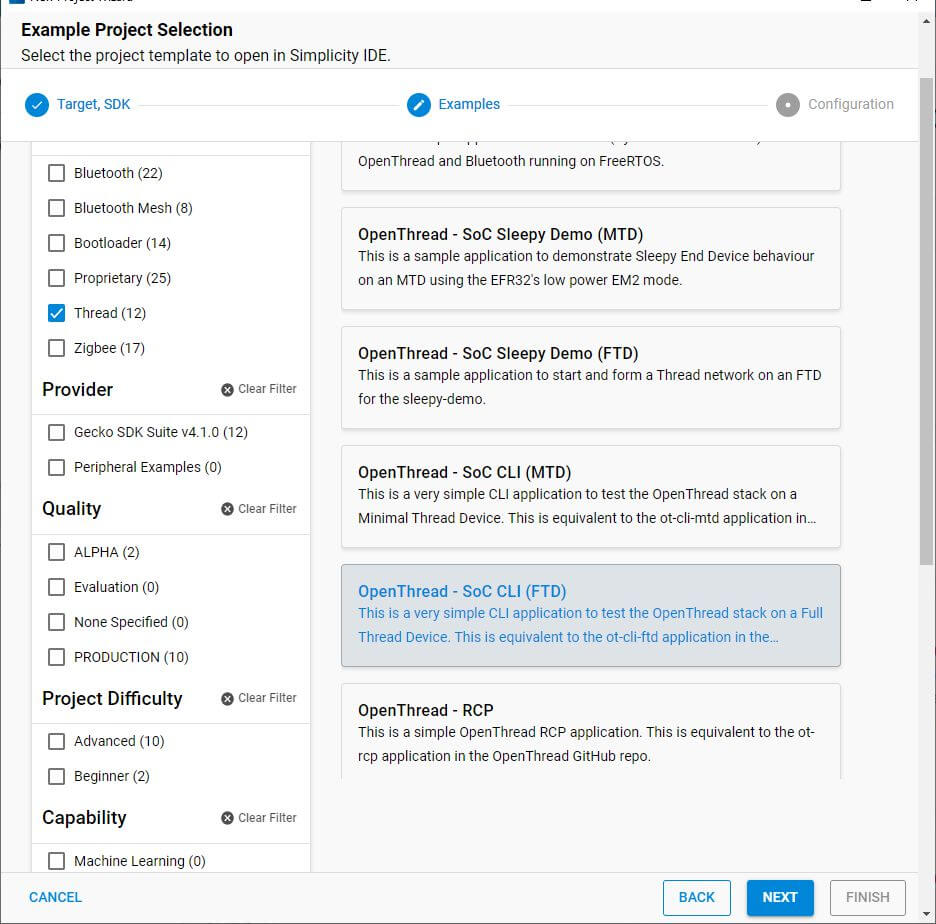 New Project Wizard
Example Project Selection
Select the project template to open in Simplicity IDE.
Target, SDK
Examples
Configuration
Bluetooth (22)
Bluetooth Mesh (8)
Bootloader (14)
Proprietary (25)
Thread (12)
Zigbee (17)
Provider
Clear Filter
Gecko SDK Suite v4.1.0 (12)
Peripheral Examples (0)
Quality
Clear Filter
ALPHA (2)
Evaluation (0)
None Specified (0)
PRODUCTION (10)
Project Difficulty
Clear Filter
Advanced (10)
Beginner (2)
Capability
Clear Filter
Machine Learning (0)
OpenThread and Bluetooth running on FreeRTOS.
OpenThread - SoC Sleepy Demo (MTD)
This is a sample application to demonstrate Sleepy End Device behaviour
on an MTD using the EFR32's low power EM2 mode.
OpenThread - SoC Sleepy Demo (FTD)
This is a sample application to start and form a Thread network on an FTD
for the sleepy-demo.
OpenThread - SoC CLI (MTD)
This is a very simple CLI application to test the OpenThread stack on a
Minimal Thread Device. This is equivalent to the ot-cli-mtd application in…
OpenThread - SoC CLI (FTD)
This is a very simple CLI application to test the OpenThread stack on a Full
Thread Device. This is equivalent to the ot-cli-ftd application in the…
OpenThread - RCP
This is a simple OpenThread RCP application. This is equivalent to the ot-
rcp application in the OpenThread GitHub repo.
CANCEL
BACK
NEXT
FINISH